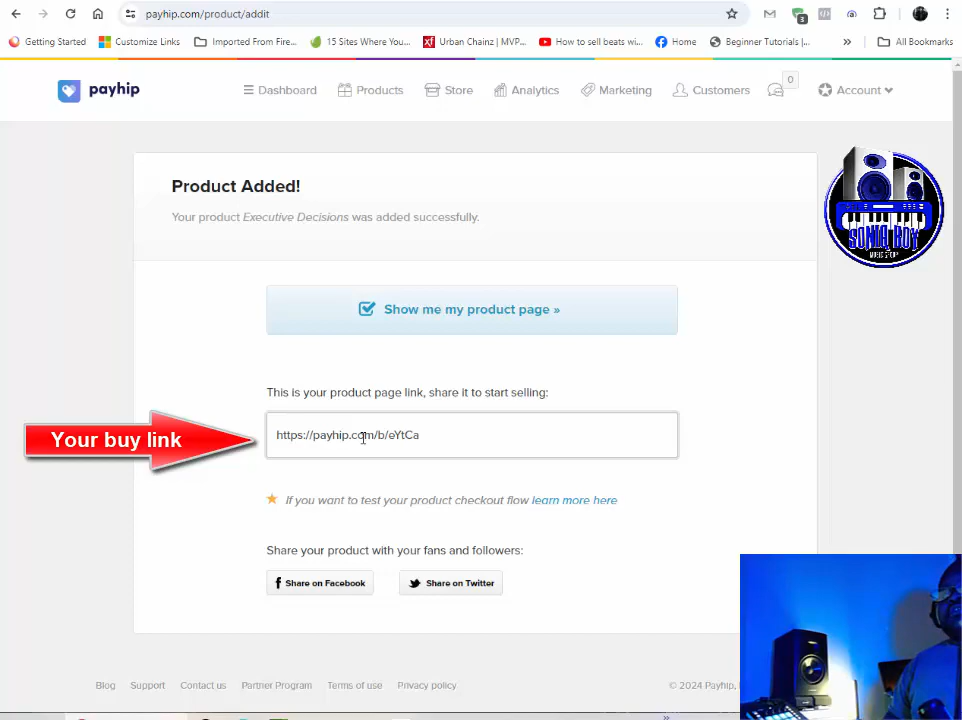 payhip.com/product/addit
3
Getting Started
Customize Links
Imported From Fire...
15 Sites Where You...
Urban Chainz | MVP...
How to sell beats wi...
Home
Beginner Tutorials |...
»
All Bookmarks
payhip
Dashboard
Products
Store
Analytics
Marketing
Customers
0
Account
Product Added!
Your product Executive Decisions was added successfully.
SONIQ BOY
MUSIC SHOP
Show me my product page »
This is your product page link, share it to start selling:
Your buy link
https://payhip.com/b/eYtCa
If you want to test your product checkout flow learn more here
Share your product with your fans and followers:
Share on Facebook
Share on Twitter
Blog
Support
Contact us
Partner Program
Terms of use
Privacy policy
© 2024 Payhip,